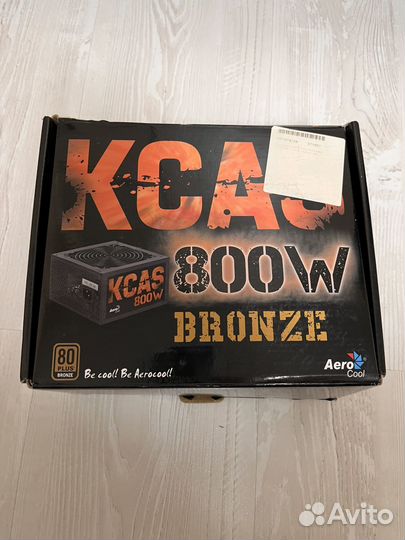 KCAS
800W
KCAS
800W
BRONZE
80
PLUS
BRONZE
Be cool! Be Aerocool!
Aero
Cool
Avito